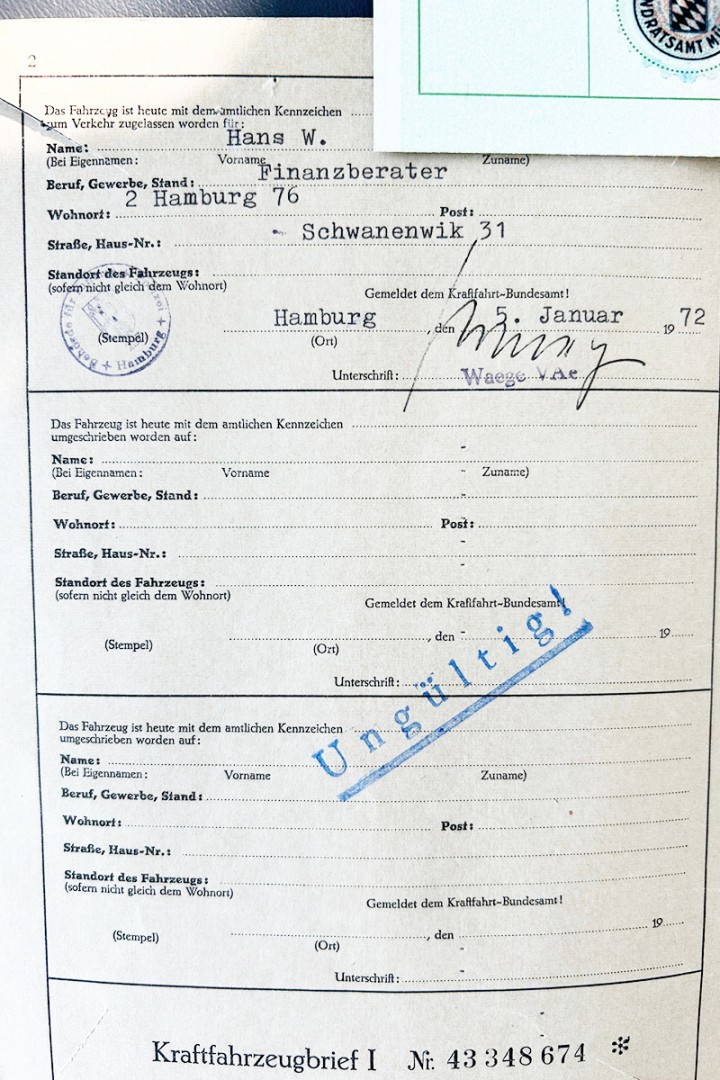 2
NDRATSAMT MÜ
Das Fahrzeug ist heute mit dem amtlichen Kennzeichen
zum Verkehr zugelassen worden für:
Name: Hans W.
(Bei Eigennamen: Vorname Zuname)
Beruf, Gewerbe, Stand: Finanzberater
Wohnort: 2 Hamburg 76 Post:
Straße, Haus-Nr.: Schwanenwik 31
Standort des Fahrzeugs:
(sofern nicht gleich dem Wohnort)
Gemeldet dem Kraftfahrt-Bundesamt!
Behörde für + Hamburg +
(Stempel) Hamburg, den 5. Januar 1972
(Ort)
Unterschrift: Waege VAe
Das Fahrzeug ist heute mit dem amtlichen Kennzeichen
umgeschrieben worden auf:
Name:
(Bei Eigennamen: Vorname Zuname)
Beruf, Gewerbe, Stand:
Wohnort: Post:
Straße, Haus-Nr.:
Standort des Fahrzeugs:
(sofern nicht gleich dem Wohnort)
Gemeldet dem Kraftfahrt-Bundesamt!
(Stempel) , den 19
(Ort)
Unterschrift:
Ungültig!
Das Fahrzeug ist heute mit dem amtlichen Kennzeichen
umgeschrieben worden auf:
Name:
(Bei Eigennamen: Vorname Zuname)
Beruf, Gewerbe, Stand:
Wohnort: Post:
Straße, Haus-Nr.:
Standort des Fahrzeugs:
(sofern nicht gleich dem Wohnort)
Gemeldet dem Kraftfahrt-Bundesamt!
(Stempel) , den 19
(Ort)
Unterschrift:
Kraftfahrzeugbrief I Nr. 43 348 674 *